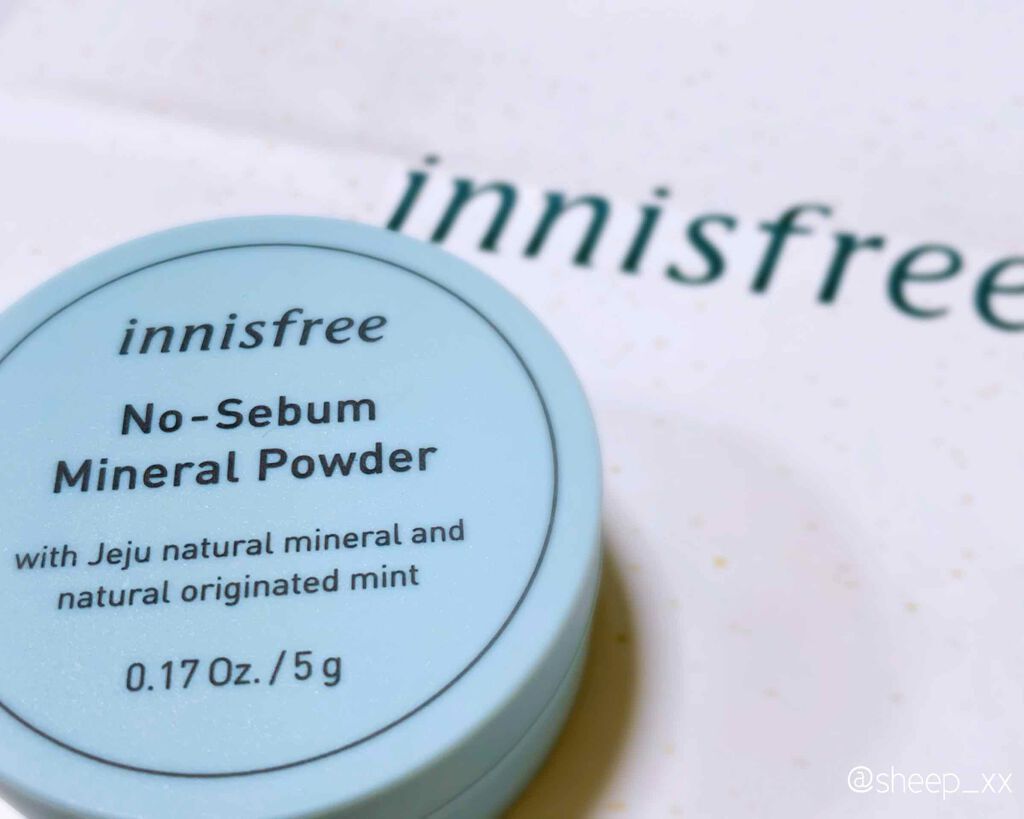 innisfree
innisfree
No-Sebum
Mineral Powder
with Jeju natural mineral and
natural originated mint
0.17 Oz. / 5 g
@sheep_xx